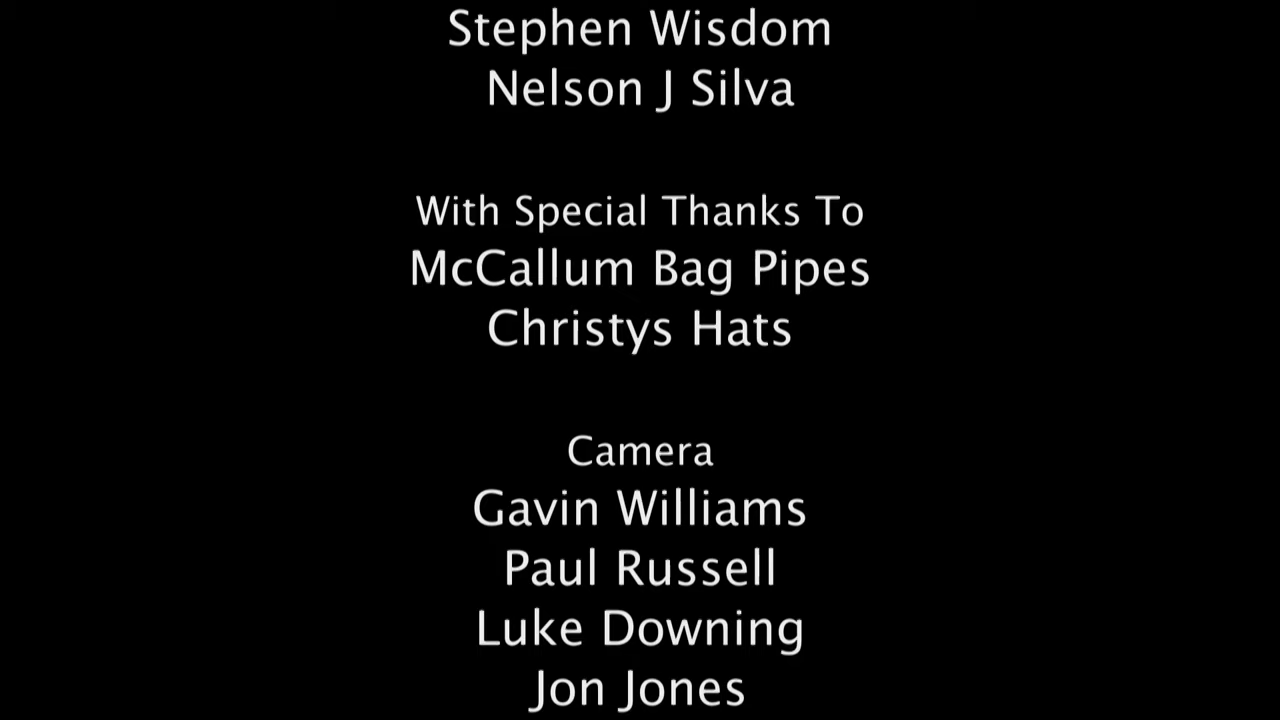 Stephen Wisdom
Nelson J Silva
With Special Thanks To
McCallum Bag Pipes
Christys Hats
Camera
Gavin Williams
Paul Russell
Luke Downing
Jon Jones